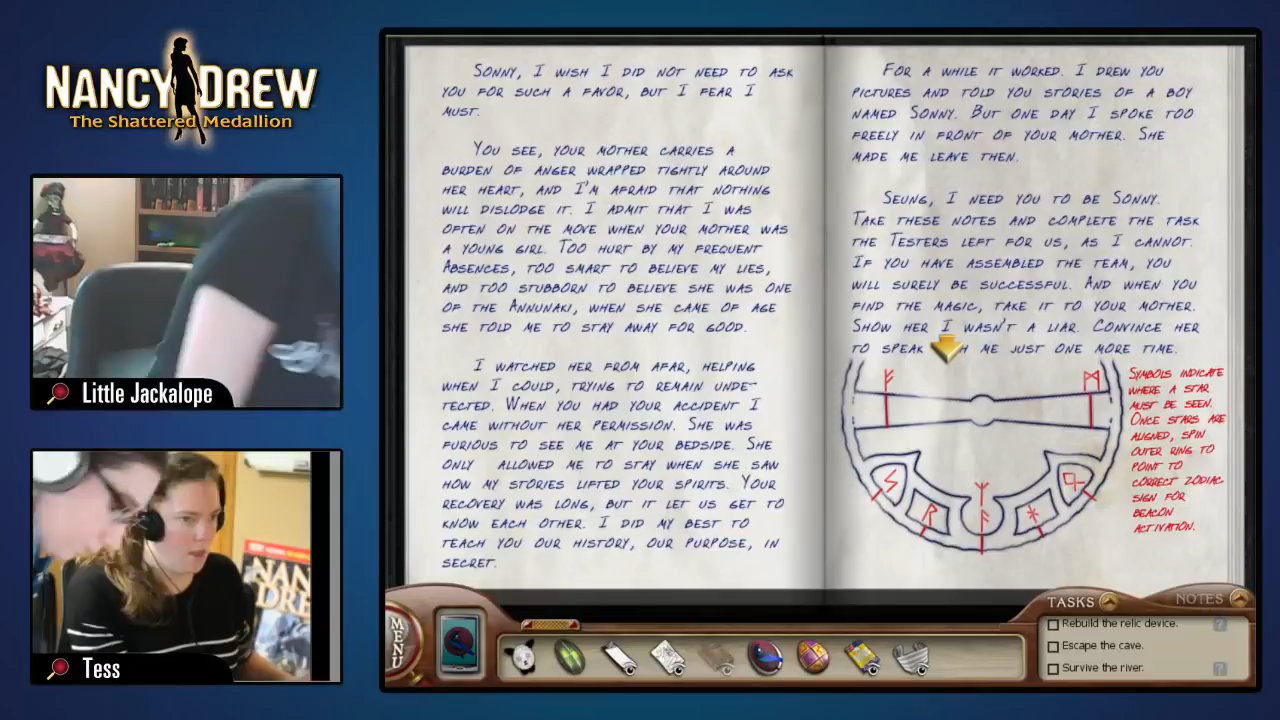 NANCY DREW
The Shattered Medallion
Little Jackalope
NAN
DRE
Tess
Sonny, I wish I did not need to ask
you for such a favor, but I fear I
must.
You see, your mother carries a
burden of anger wrapped tightly around
her heart, and I'm afraid that nothing
will dislodge it. I admit that I was
often on the move when your mother was
a young girl. Too hurt by my frequent
absences, too smart to believe my lies,
and too stubborn to believe she was one
of the Annunaki, when she came of age
she told me to stay away for good.
I watched her from afar, helping
when I could, trying to remain unde-
tected. When you had your accident I
came without her permission. She was
furious to see me at your bedside. She
only allowed me to stay when she saw
how my stories lifted your spirits. Your
recovery was long, but it let us get to
know each other. I did my best to
teach you our history, our purpose, in
secret.
For a while it worked. I drew you
pictures and told you stories of a boy
named Sonny. But one day I spoke too
freely in front of your mother. She
made me leave then.
Seung, I need you to be Sonny.
Take these notes and complete the task
the Testers left for us, as I cannot.
If you have assembled the team, you
will surely be successful. And when you
find the magic, take it to your mother.
Show her I wasn't a liar. Convince her
to speak me just one more time.
Symbols indicate
where a star
must be seen.
Once stars are
aligned, spin
outer ring to
point to
correct zodiac
sign for
beacon
activation.
MENU
TASKS
NOTES
Rebuild the relic device. ?
Escape the cave.
Survive the river. ?